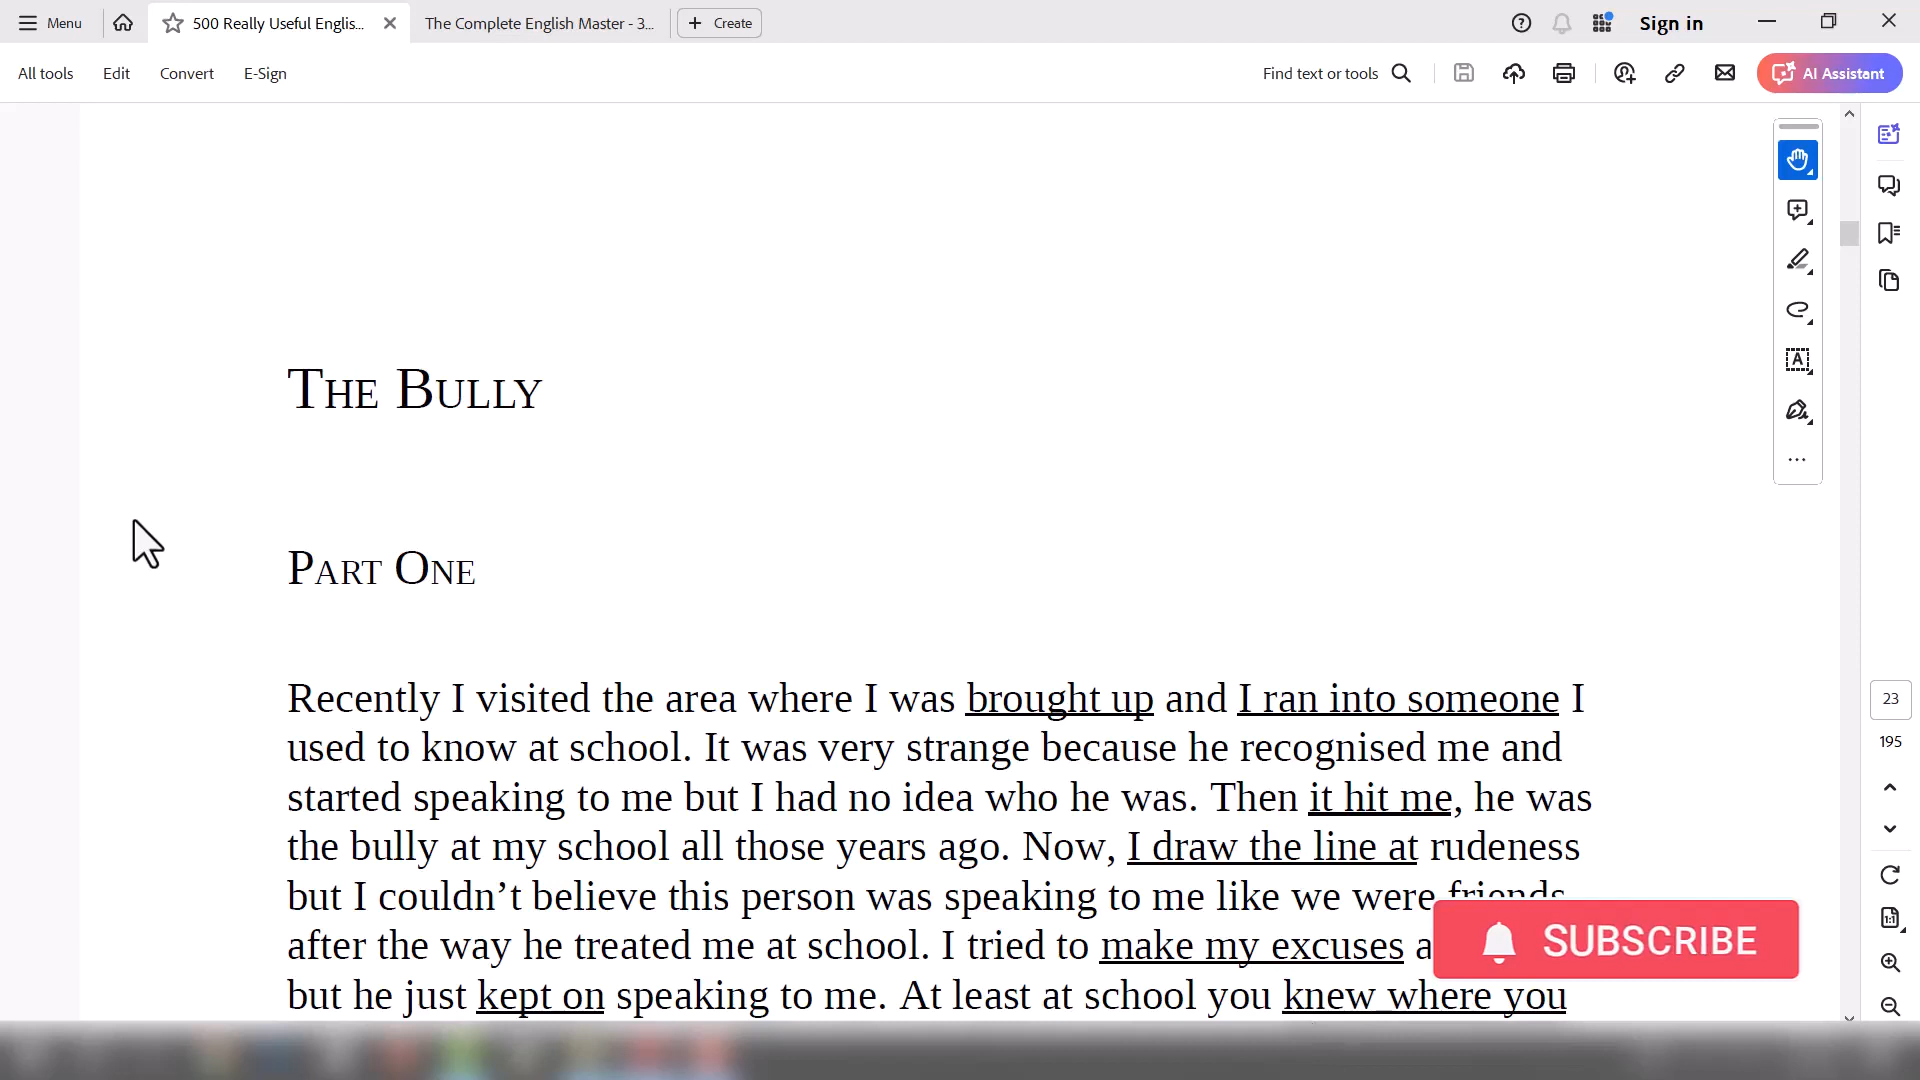 Menu
500 Really Useful Englis...
The Complete English Master - 3...
Create
Sign in
All tools
Edit
Convert
E-Sign
Find text or tools
AI Assistant
THE BULLY
PART ONE
Recently I visited the area where I was brought up and I ran into someone I
used to know at school. It was very strange because he recognised me and
started speaking to me but I had no idea who he was. Then it hit me, he was
the bully at my school all those years ago. Now, I draw the line at rudeness
but I couldn’t believe this person was speaking to me like we were friends
after the way he treated me at school. I tried to make my excuses a
but he just kept on speaking to me. At least at school you knew where you
SUBSCRIBE
23
195